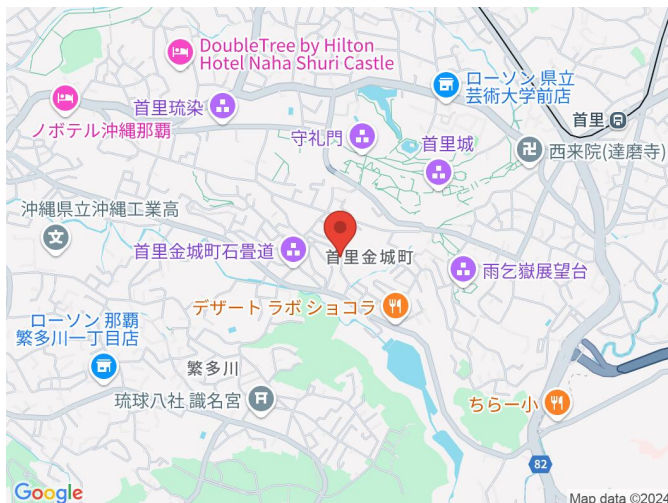 DoubleTree by Hilton
Hotel Naha Shuri Castle
ローソン 県立
芸術大学前店
首里琉染
首里
ノボテル沖縄那覇
守礼門
首里城
西来院(達磨寺)
沖縄県立沖縄工業高
首里金城町石畳道
首里金城町
雨乞嶽展望台
デザート ラボ ショコラ
ローソン 那覇
繁多川一丁目店
繁多川
琉球八社 識名宮
ちらー小
82
Google
Map data ©2024